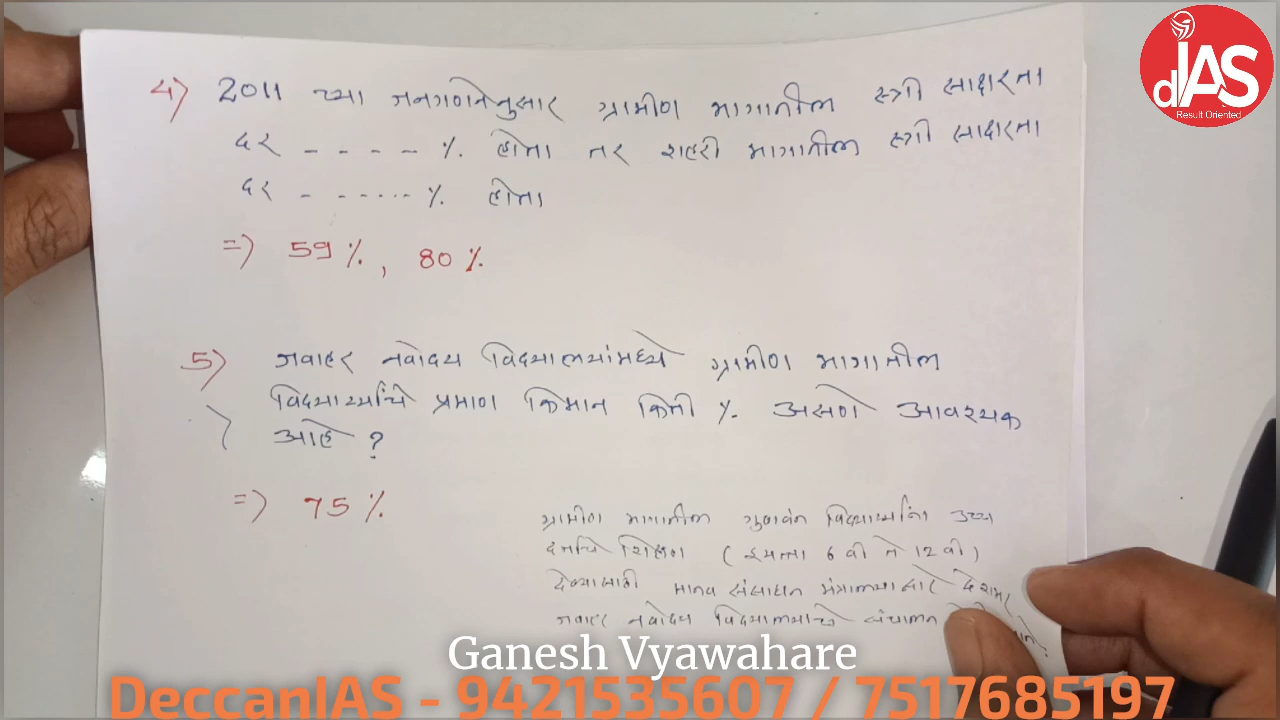 4) 2011 च्या जनगणनेनुसार ग्रामीण भागातील स्त्री साक्षरता
दर - - - - % होता तर शहरी भागातील स्त्री साक्षरता
दर - - ····· % होता
=) 59 %, 80 %
5) जवाहर नवोदय विद्यालयांमध्ये ग्रामीण भागातील
विद्यार्थ्यांचे प्रमाण किमान किती % असणे आवश्यक
आहे ?
=) 75 %
ग्रामीण भागातील गुणवंत विद्यार्थ्यांना उच्च
दर्जाचे शिक्षण ( इयत्ता 6 वी ते 12 वी )
देण्यासाठी मानव संसाधन मंत्रालयाद्वारे देशभर
जवाहर नवोदय विद्यालयांचे संचालन
dIAS
Result Oriented
Ganesh Vyawahare
DeccanIAS - 9421535607 / 7517685197